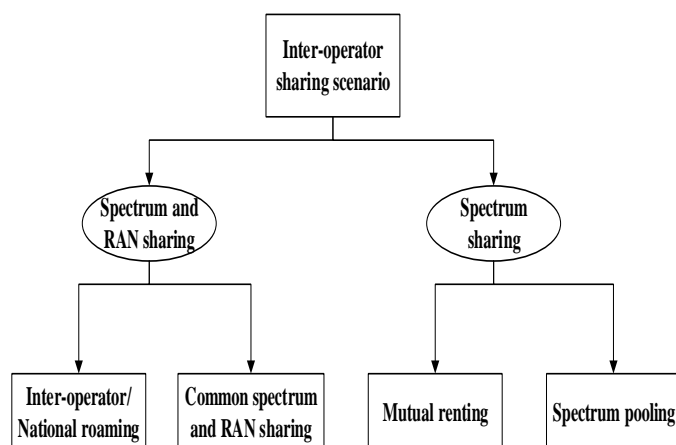 Inter-operator
sharing scenario
Spectrum and
RAN sharing
Spectrum
sharing
Inter-operator/
National roaming
Common spectrum
and RAN sharing
Mutual renting
Spectrum pooling